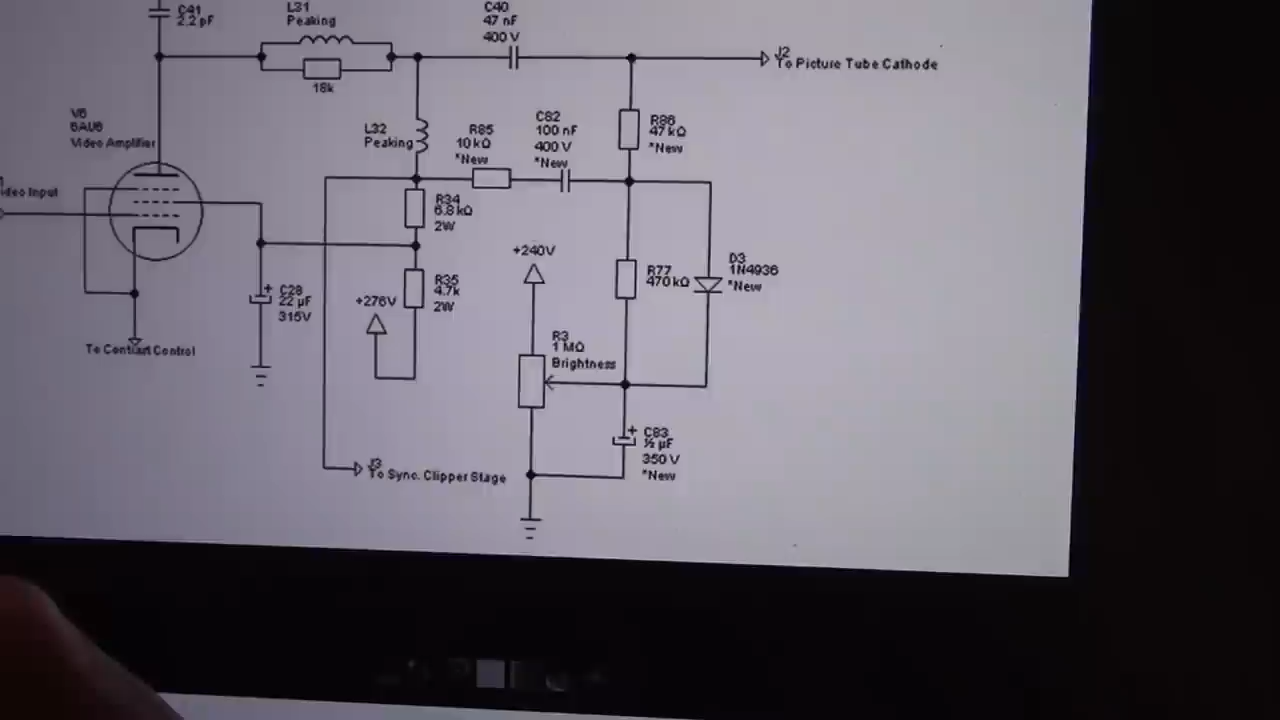 C41
2.2 pF
L31
Peaking
18k
C40
47 nF
400 V
J2
To Picture Tube Cathode
V6
6AU6
Video Amplifier
ideo Input
L32
Peaking
R85
10 kΩ
*New
C82
100 nF
400 V
*New
R86
47 kΩ
*New
R34
6.8 kΩ
2W
R35
4.7k
2W
+276V
C28
22 µF
315V
+
To Contrast Control
+240V
R3
1 MΩ
Brightness
R77
470 kΩ
D3
1N4936
*New
+
C83
½ µF
350 V
*New
J3
To Sync. Clipper Stage